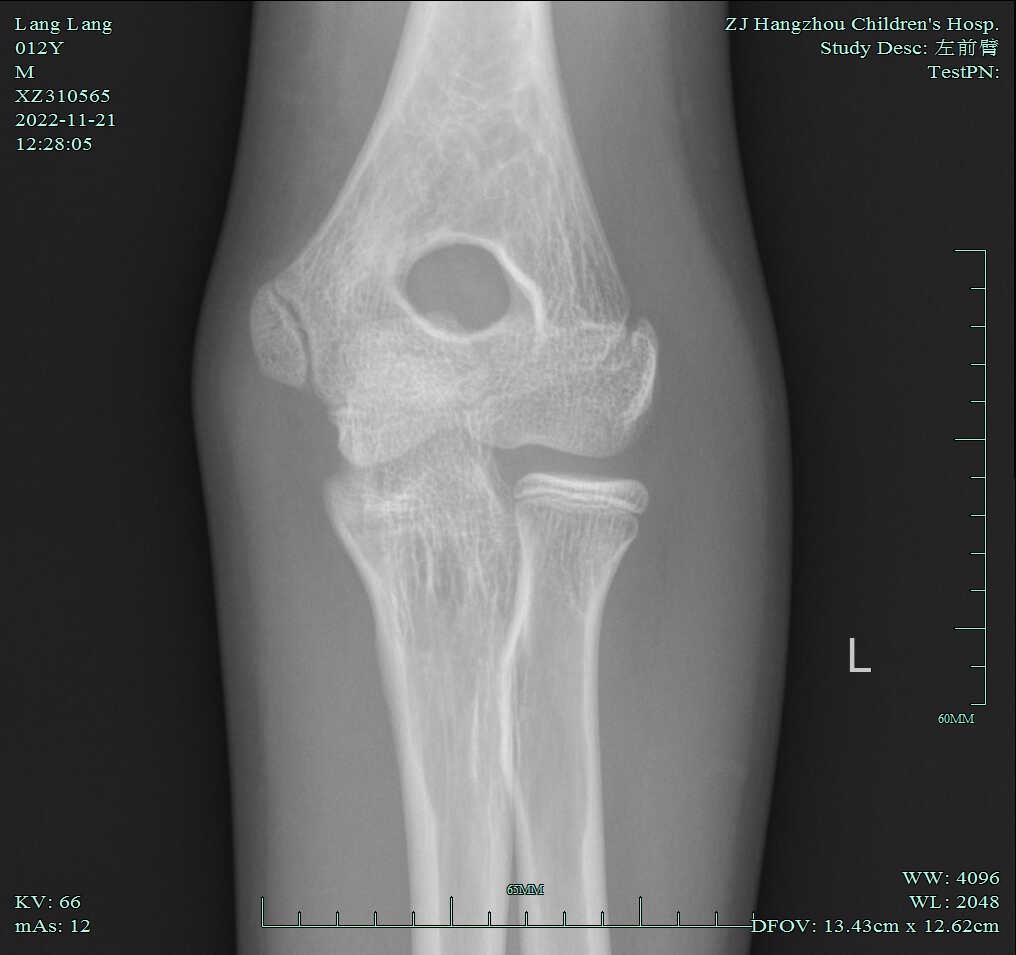 Lang Lang
012Y
M
XZ310565
2022-11-21
12:28:05
ZJ Hangzhou Children's Hosp.
Study Desc: 左前臂
TestPN:
L
60MM
65MM
KV: 66
mAs: 12
WW: 4096
WL: 2048
DFOV: 13.43cm x 12.62cm